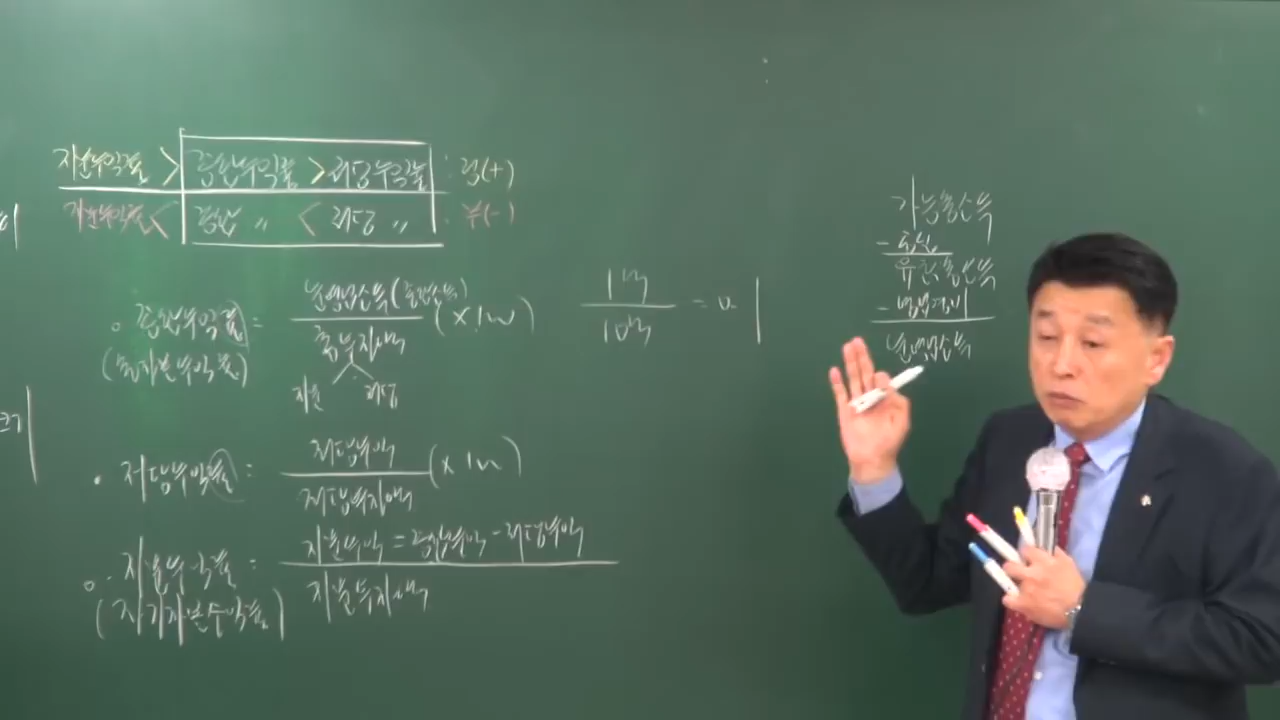 지분수익률 > 종합수익률 > 저당수익률 : 정(+)
지분수익률 < 종합 〃 < 저당 〃 : 부(-)
• 종합수익률 = 순영업소득(종합소득) / 총투자액 (×100)
(총자본수익률)
지분 저당
1억 / 10억 = 0.1
• 저당수익률 = 저당수익 / 저당투자액 (×100)
• 지분수익률 = 지분수익 = 종합수익 - 저당수익 / 지분투자액
(자기자본수익률)
가능총소득
- 공실
유효총소득
- 영업경비
순영업소득